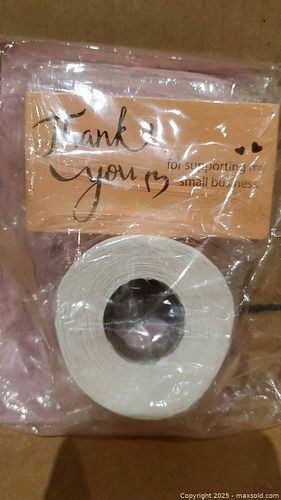 Thank
you
for supporting my
small business
Copyright 2025 - maxsold.com